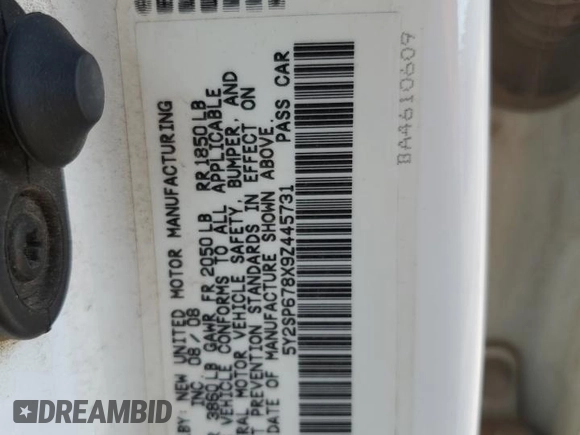 BY: NEW UNITED MOTOR MANUFACTURING
INC 08/08
3860 LB GAWR FR 2050 LB RR 1850 LB
VEHICLE CONFORMS TO ALL APPLICABLE
MOTOR VEHICLE SAFETY, BUMPER, AND
PREVENTION STANDARDS IN EFFECT ON
DATE OF MANUFACTURE SHOWN ABOVE.
5Y2SP678X9Z445731 PASS CAR
BA4610609
DREAMBID